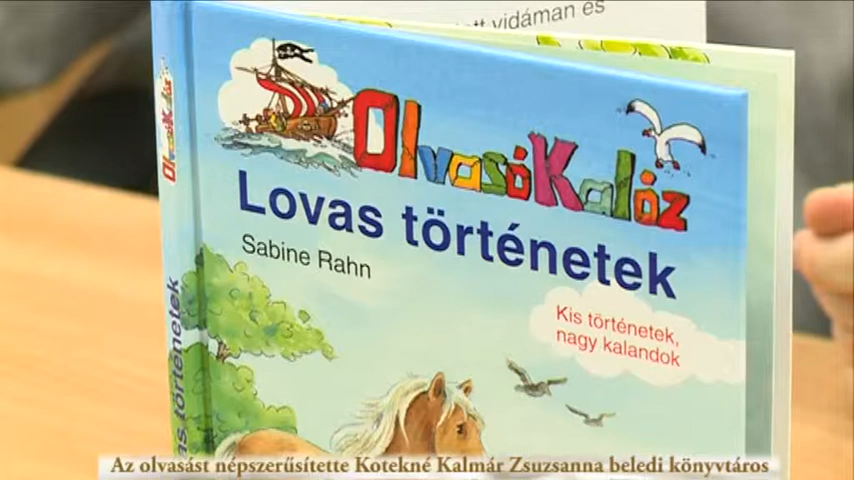 vidáman és
OlvasóKalóz
Lovas történetek
Sabine Rahn
Kis történetek,
nagy kalandok
OlvasóKalóz
vas történetek
Az olvasást népszerűsítette Kotekné Kalmár Zsuzsanna beledi könyvtáros